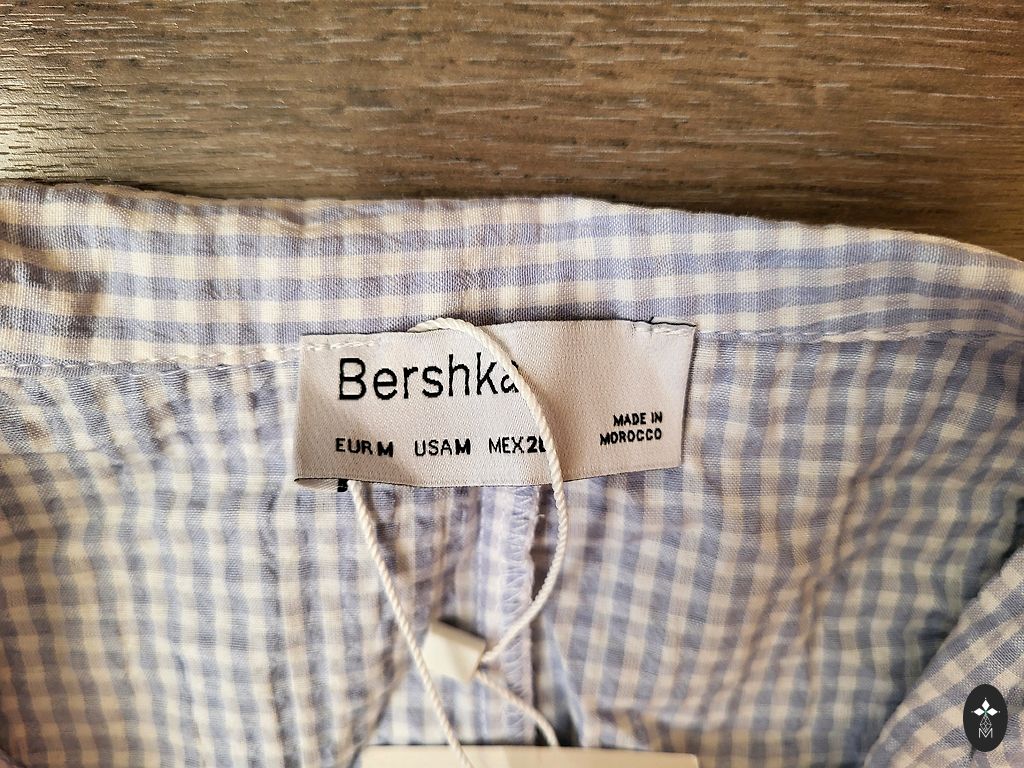 Bershka
EUR M USA M MEX 2
MADE IN
MOROCCO
M